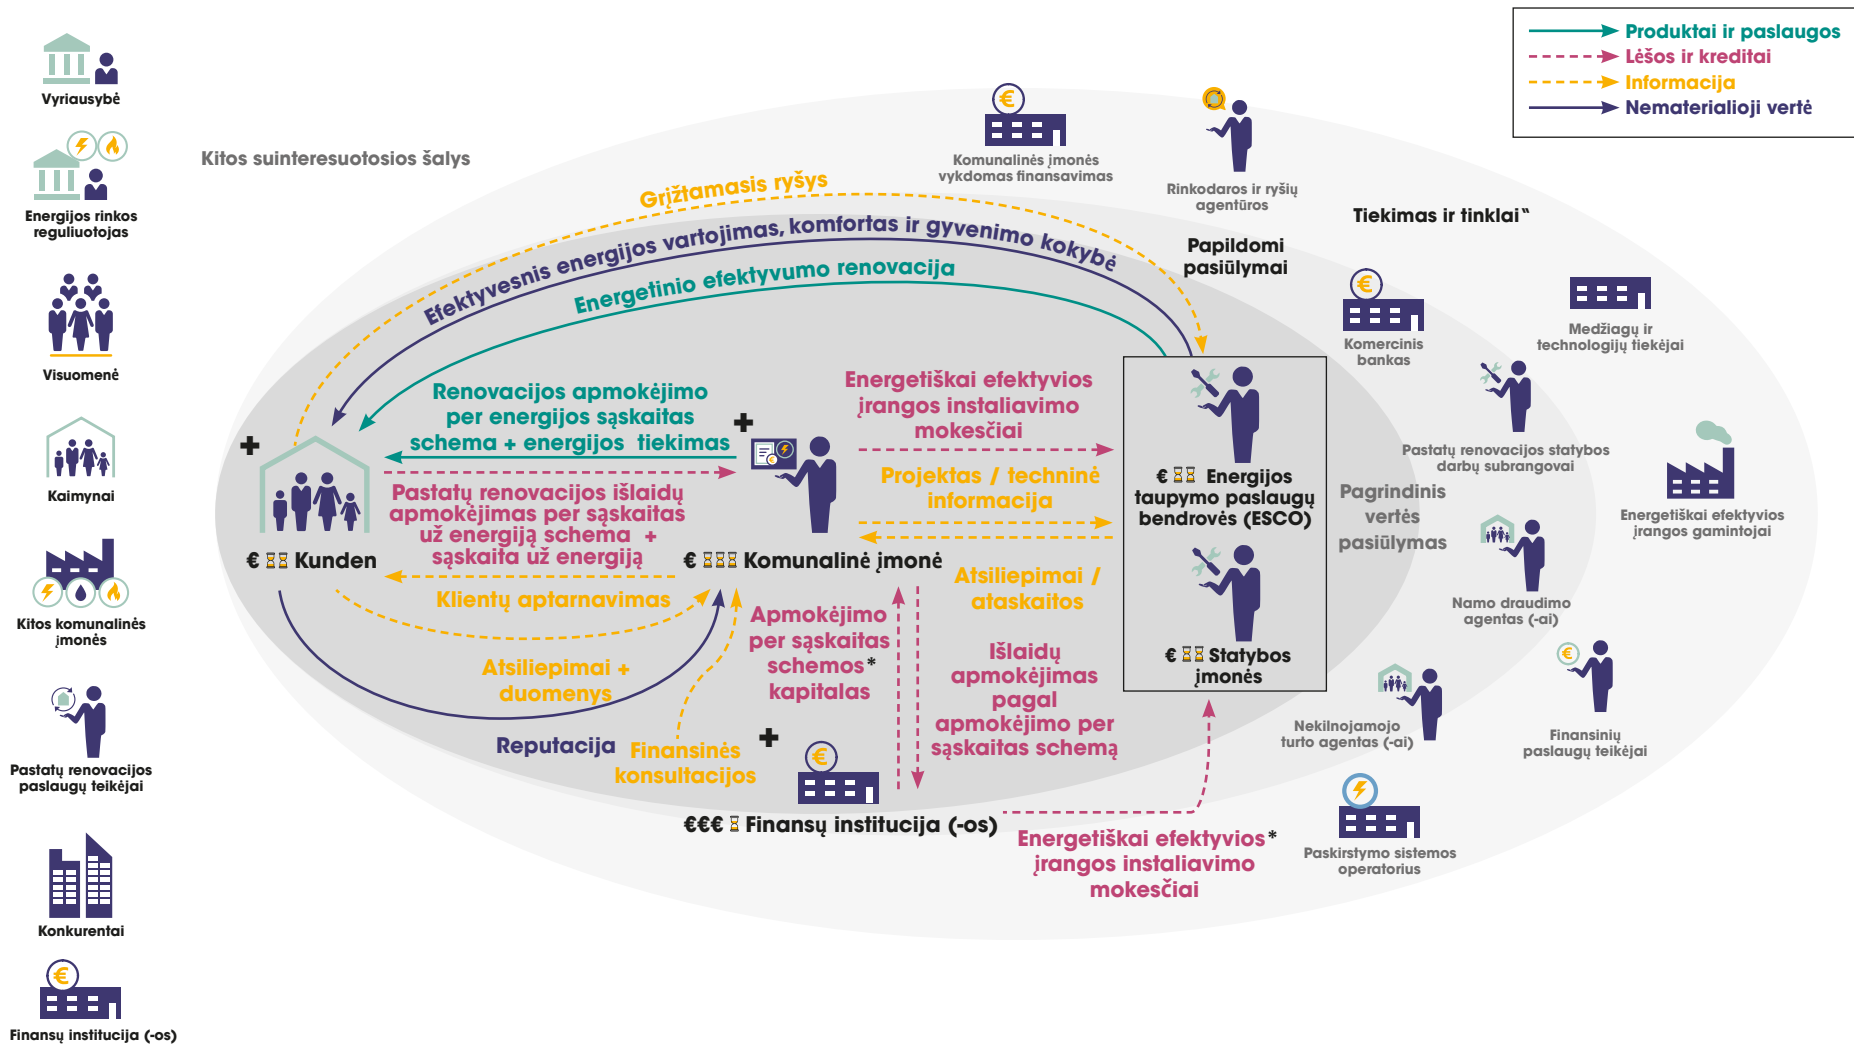 Produktai ir paslaugos
Lėšos ir kreditai
Informacija
Nematerialioji vertė
Vyriausybė
Energijos rinkos
reguliuotojas
Visuomenė
Kaimynai
Kitos komunalinės
įmonės
Pastatų renovacijos
paslaugų teikėjai
Konkurentai
Finansų institucija (-os)
Kitos suinteresuotosios šalys
Komunalinės įmonės
vykdomas finansavimas
Rinkodaros ir ryšių
agentūros
Tiekimas ir tinklai“
Papildomi
pasiūlymai
Grįžtamasis ryšys
Efektyvesnis energijos vartojimas, komfortas ir gyvenimo kokybė
Energetinio efektyvumo renovacija
Komercinis
bankas
Medžiagų ir
technologijų tiekėjai
Pastatų renovacijos statybos
darbų subrangovai
Energetiškai efektyvios
įrangos gamintojai
Pagrindinis
vertės
pasiūlymas
Namo draudimo
agentas (-ai)
Nekilnojamojo
turto agentas (-ai)
Finansinių
paslaugų teikėjai
Paskirstymo sistemos
operatorius
Renovacijos apmokėjimo
per energijos sąskaitas
schema + energijos tiekimas
Pastatų renovacijos išlaidų
apmokėjimas per sąskaitas
už energiją schema +
sąskaita už energiją
€ Kunden
Klientų aptarnavimas
Atsiliepimai +
duomenys
Reputacija
Finansinės
konsultacijos
€ Komunalinė įmonė
Energetiškai efektyvios
įrangos instaliavimo
mokesčiai
Projektas / techninė
informacija
Atsiliepimai /
ataskaitos
€ Energijos
taupymo paslaugų
bendrovės (ESCO)
€ Statybos
įmonės
Apmokėjimo
per sąskaitas
schemos*
kapitalas
Išlaidų
apmokėjimas
pagal
apmokėjimo per
sąskaitas schemą
€€€ Finansų institucija (-os)
Energetiškai efektyvios*
įrangos instaliavimo
mokesčiai